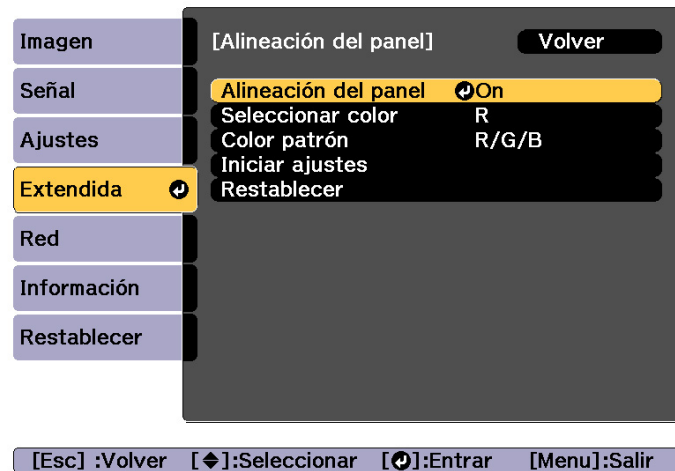 Imagen
Señal
Ajustes
Extendida
Red
Información
Restablecer
[Alineación del panel] Volver
Alineación del panel On
Seleccionar color R
Color patrón R/G/B
Iniciar ajustes
Restablecer
[Esc] :Volver [◆]:Seleccionar [↵]:Entrar [Menu]:Salir